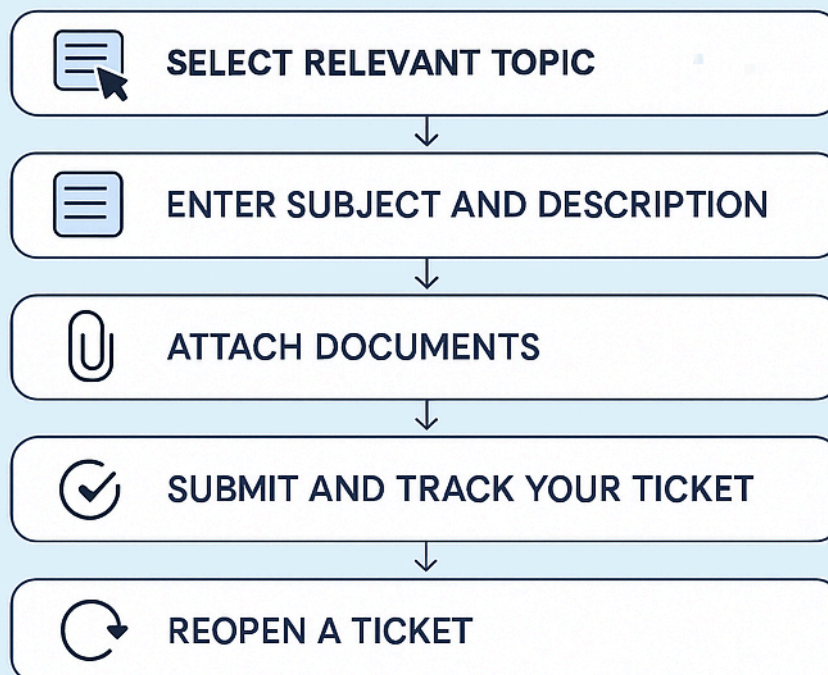 SELECT RELEVANT TOPIC
ENTER SUBJECT AND DESCRIPTION
ATTACH DOCUMENTS
SUBMIT AND TRACK YOUR TICKET
REOPEN A TICKET